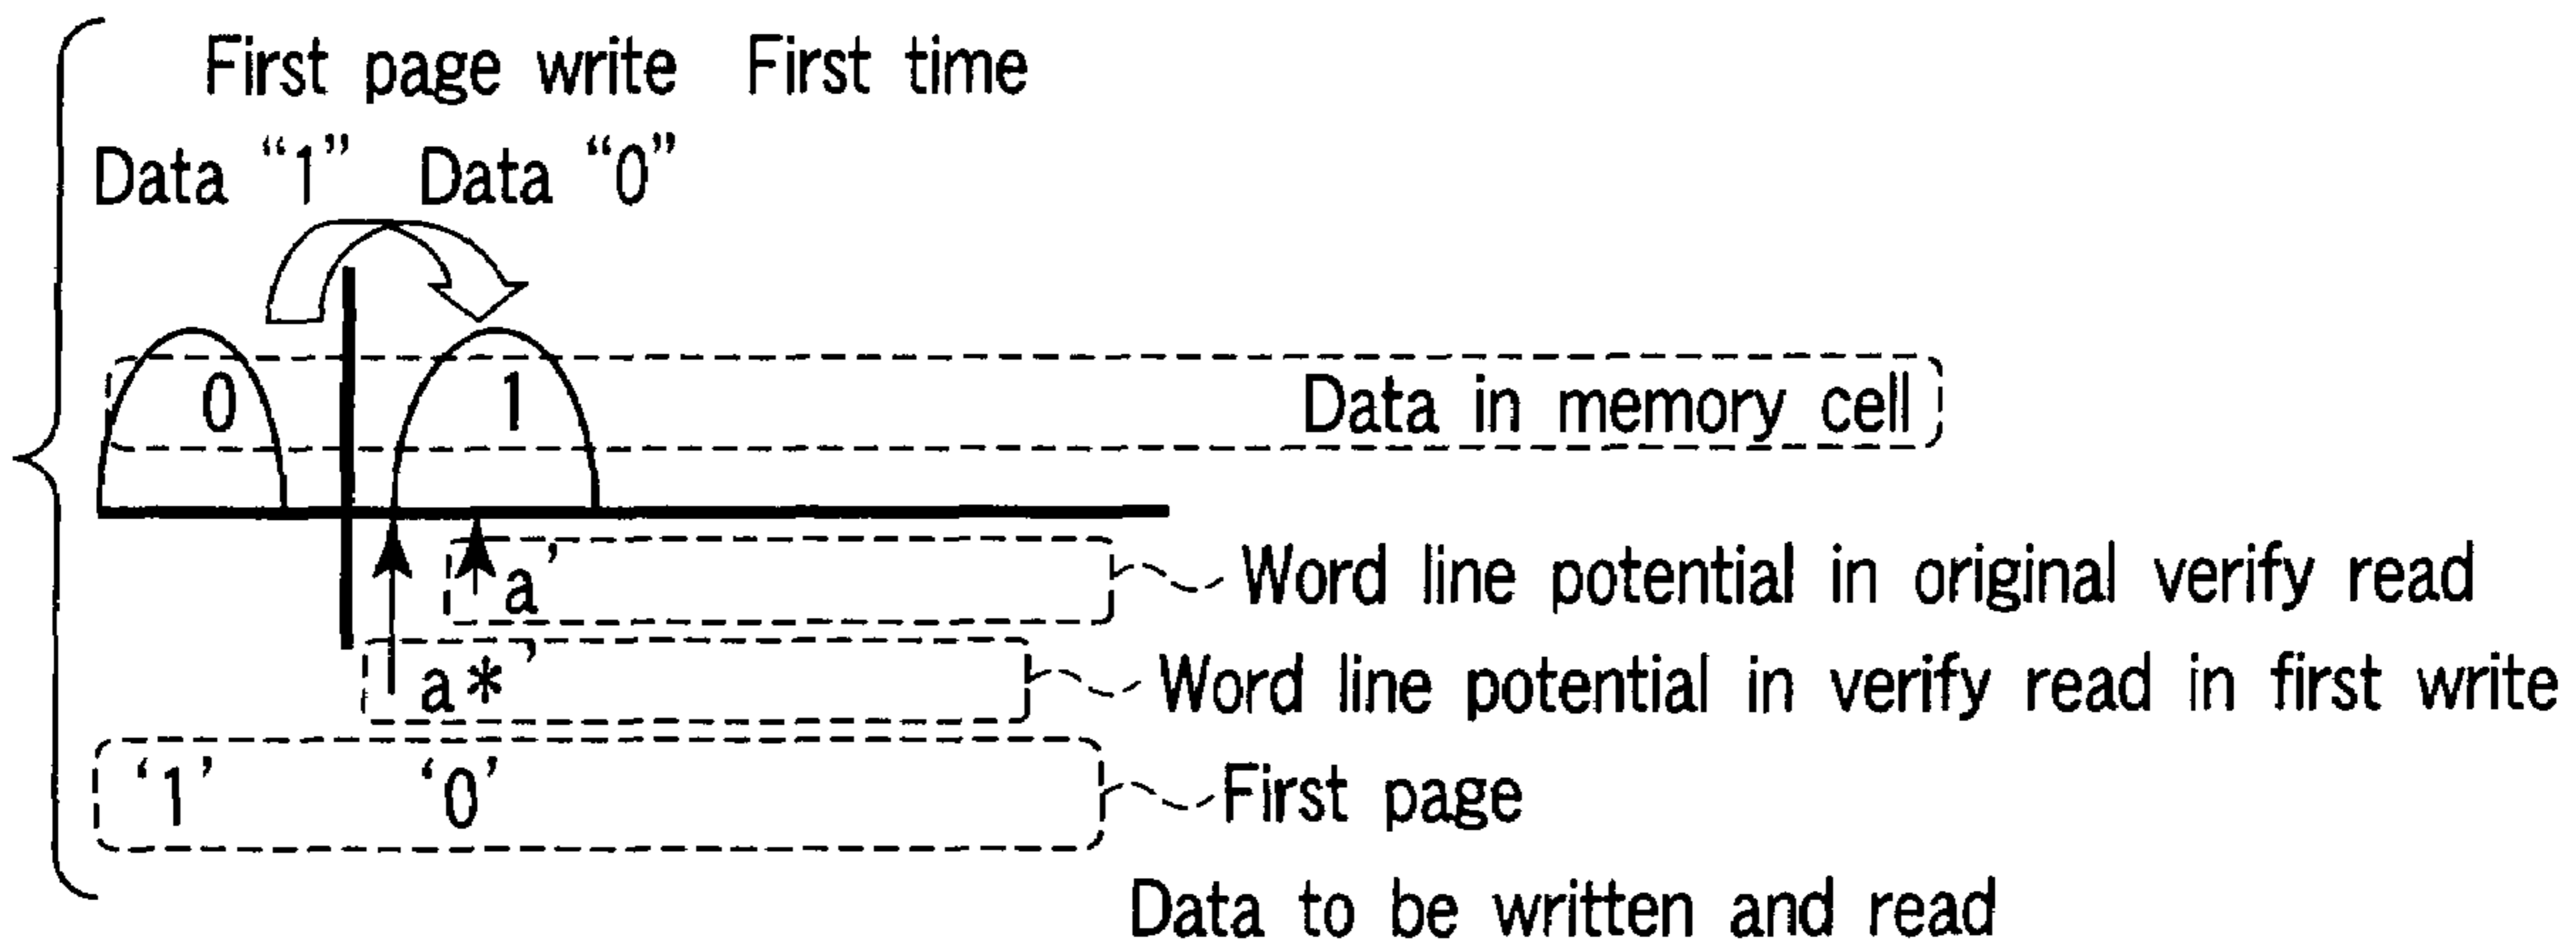 First page write First time
Data “1” Data “0”
0 1 Data in memory cell
a’ Word line potential in original verify read
a*’ Word line potential in verify read in first write
‘1’ ‘0’ First page
Data to be written and read